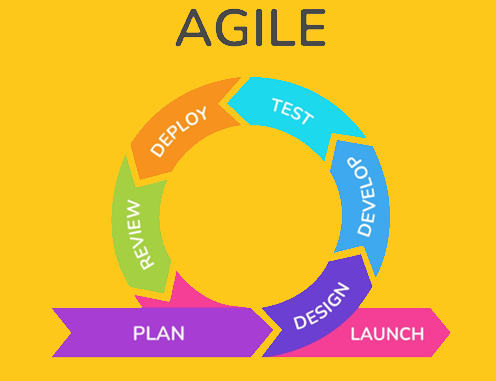 AGILE
PLAN
DESIGN
DEVELOP
TEST
DEPLOY
REVIEW
LAUNCH